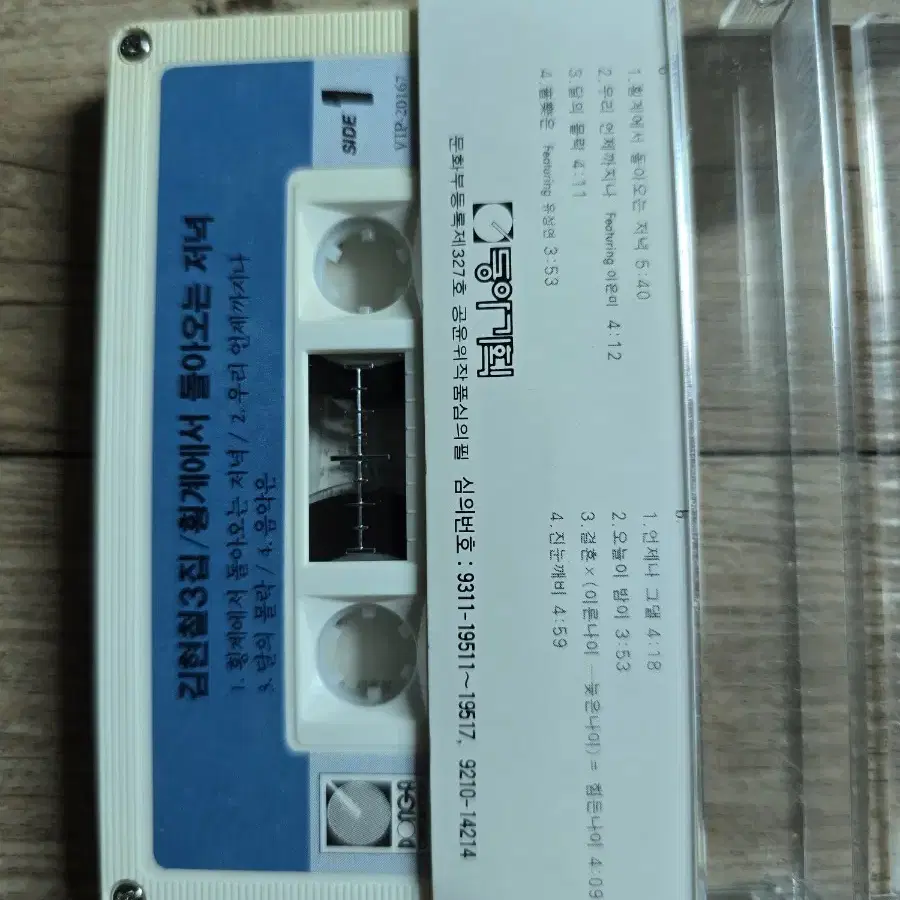 SIDE 1
VIP-20167
김현철3집/횡계에서 돌아오는 저녁
1. 횡계에서 돌아오는 저녁 / 2. 우리 언제까지나
3. 달의 몰락 / 4. 음악은
1.횡계에서 돌아오는 저녁 5:40
2.우리 언제까지나 Featuring 이은미 4:12
3.달의 몰락 4:11
4.音樂은 Featuring 유정연 3:53
b.
1.언제나 그댈 4:18
2.오늘이 밤이 3:53
3.결혼×(이른나이―늦은나이)= 힘든나이 4:09
4.진눈깨비 4:59
동아기획
문화부등록제327호 공윤위작품심의필 심의번호 : 9311-19511~19517, 9210-14214